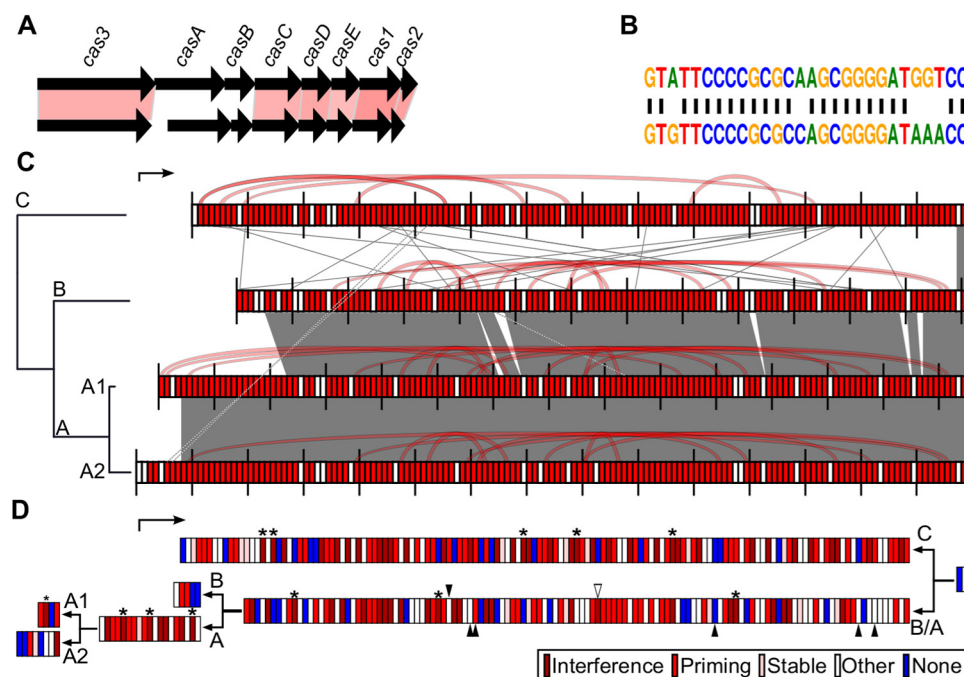 A
cas3
casA
casB
casC
casD
casE
cas1
cas2
B
GTATTCCCCGCGCAAGCGGGGATGGTCC
GTGTTCCCCGCGCCAGCGGGGATAAACC
C
C
B
A1
A
A2
D
* * * * *
C
B
* * *
B/A
* A1
* * *
A
A2
Interference Priming Stable Other None